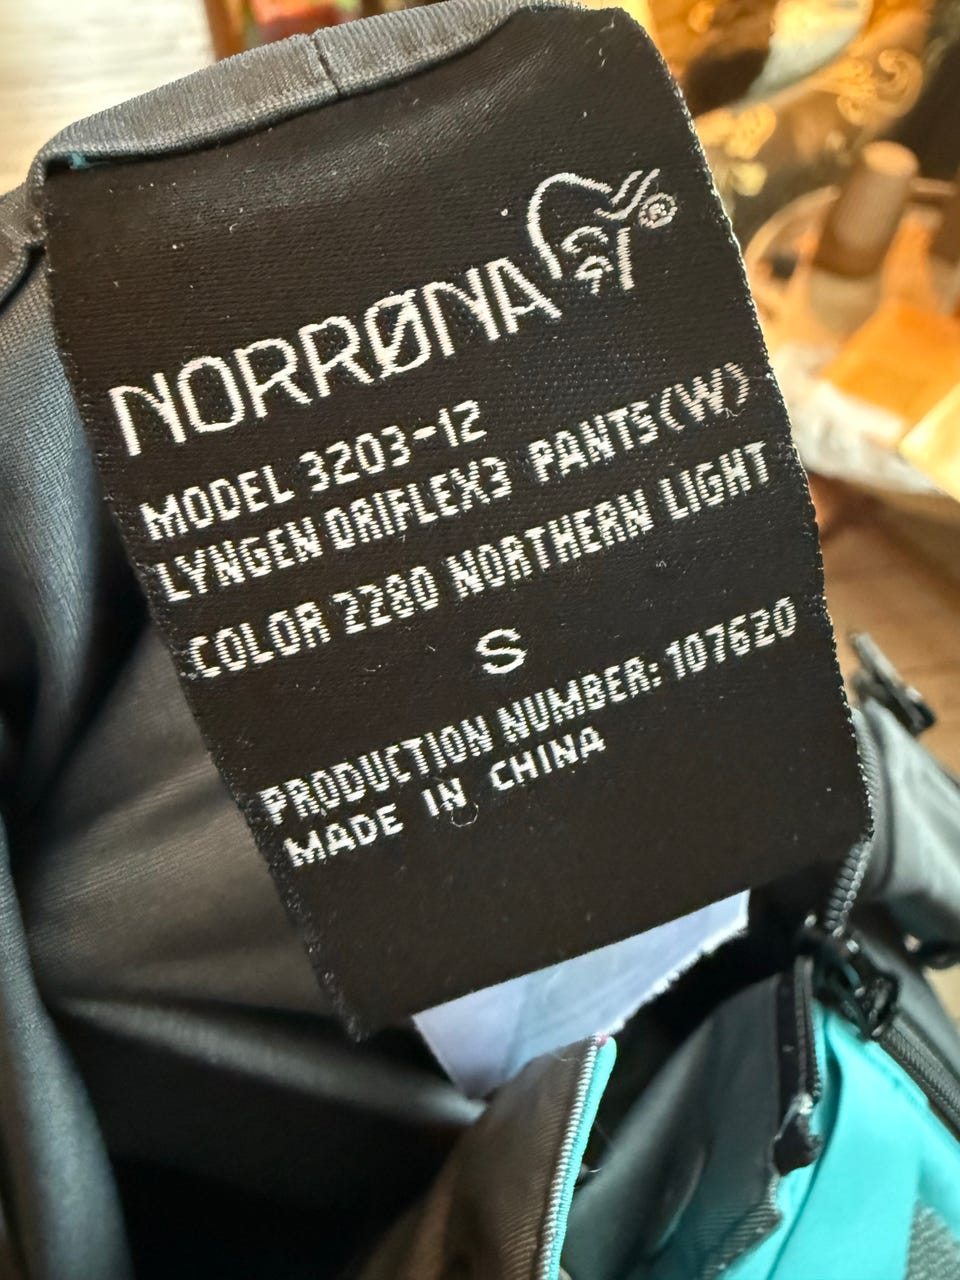 NORRØNA ®
MODEL 3203-12
LYNGEN DRIFLEX3 PANTS(W)
COLOR 2280 NORTHERN LIGHT
S
PRODUCTION NUMBER: 107620
MADE IN CHINA